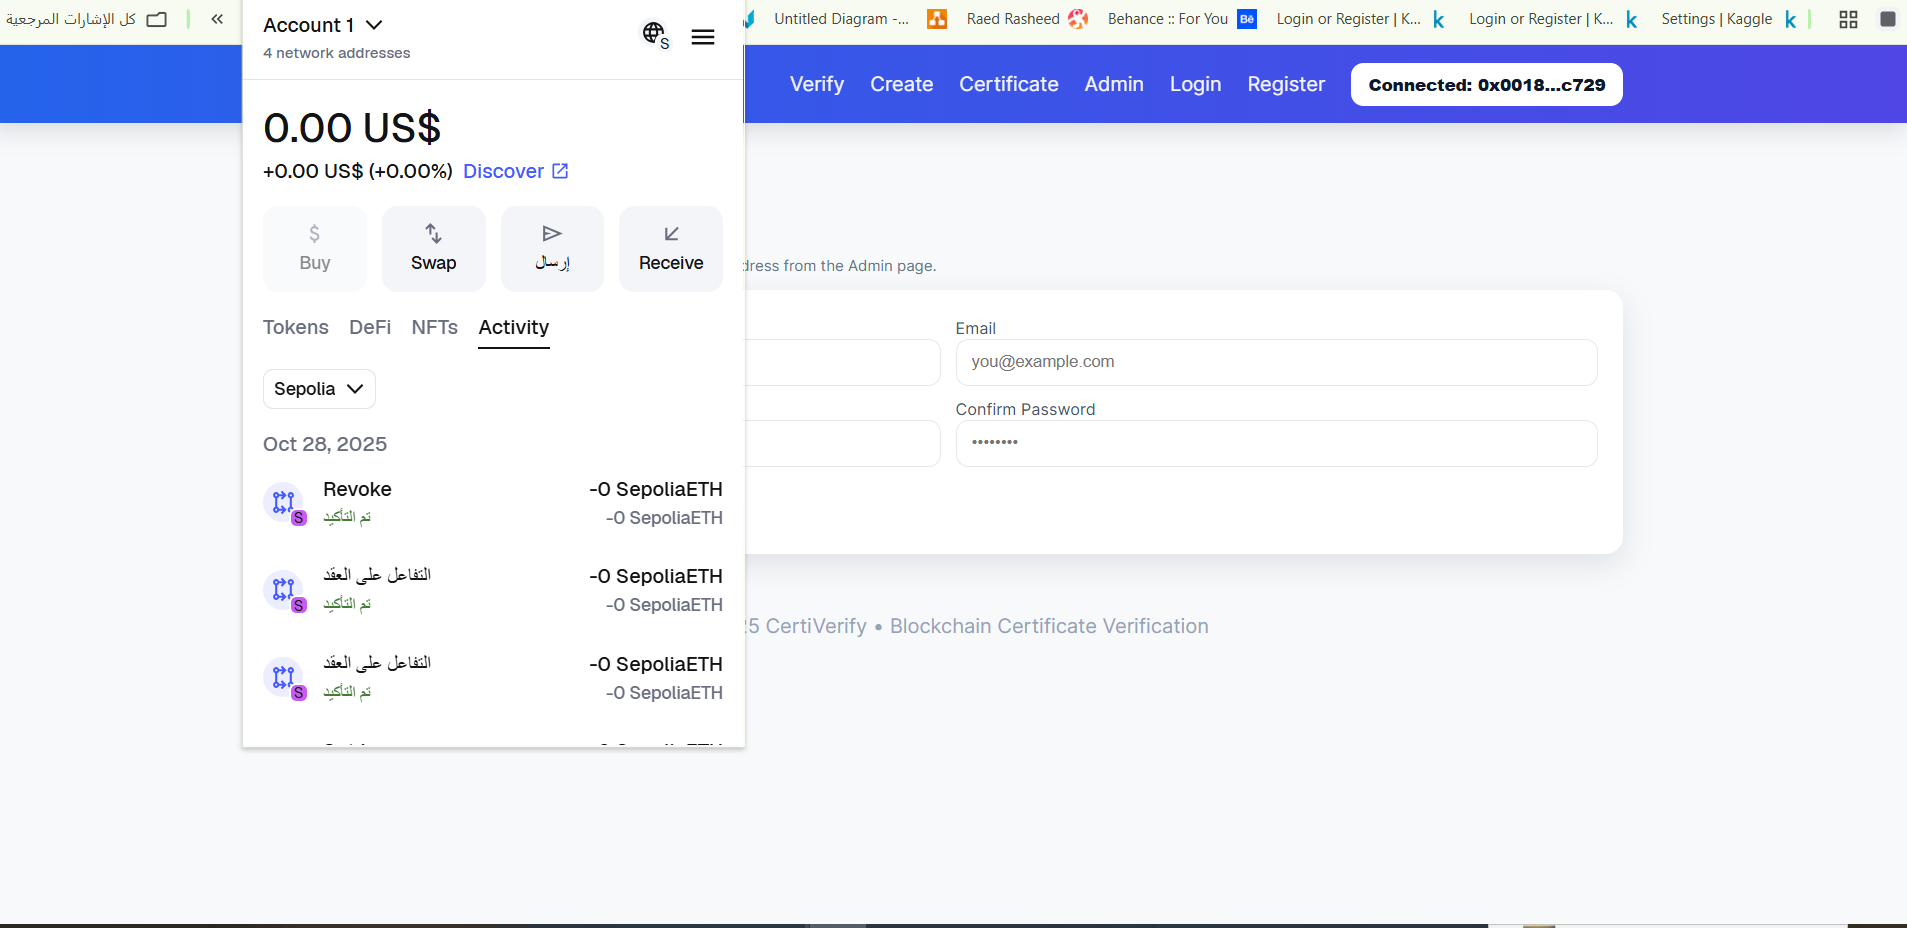 كل الإشارات المرجعية
«
Untitled Diagram -...
Raed Rasheed
Behance :: For You
Bē
Login or Register | K...
k
Login or Register | K...
k
Settings | Kaggle
k
Account 1
4 network addresses
S
Verify
Create
Certificate
Admin
Login
Register
Connected: 0x0018...c729
0.00 US$
+0.00 US$ (+0.00%) Discover
$
Buy
Swap
إرسال
Receive
dress from the Admin page.
Tokens
DeFi
NFTs
Activity
Email
you@example.com
Sepolia
Confirm Password
••••••••
Oct 28, 2025
Revoke
-0 SepoliaETH
S
تم التأكيد
-0 SepoliaETH
التفاعل على العقد
-0 SepoliaETH
S
تم التأكيد
-0 SepoliaETH
25 CertiVerify • Blockchain Certificate Verification
التفاعل على العقد
-0 SepoliaETH
S
تم التأكيد
-0 SepoliaETH